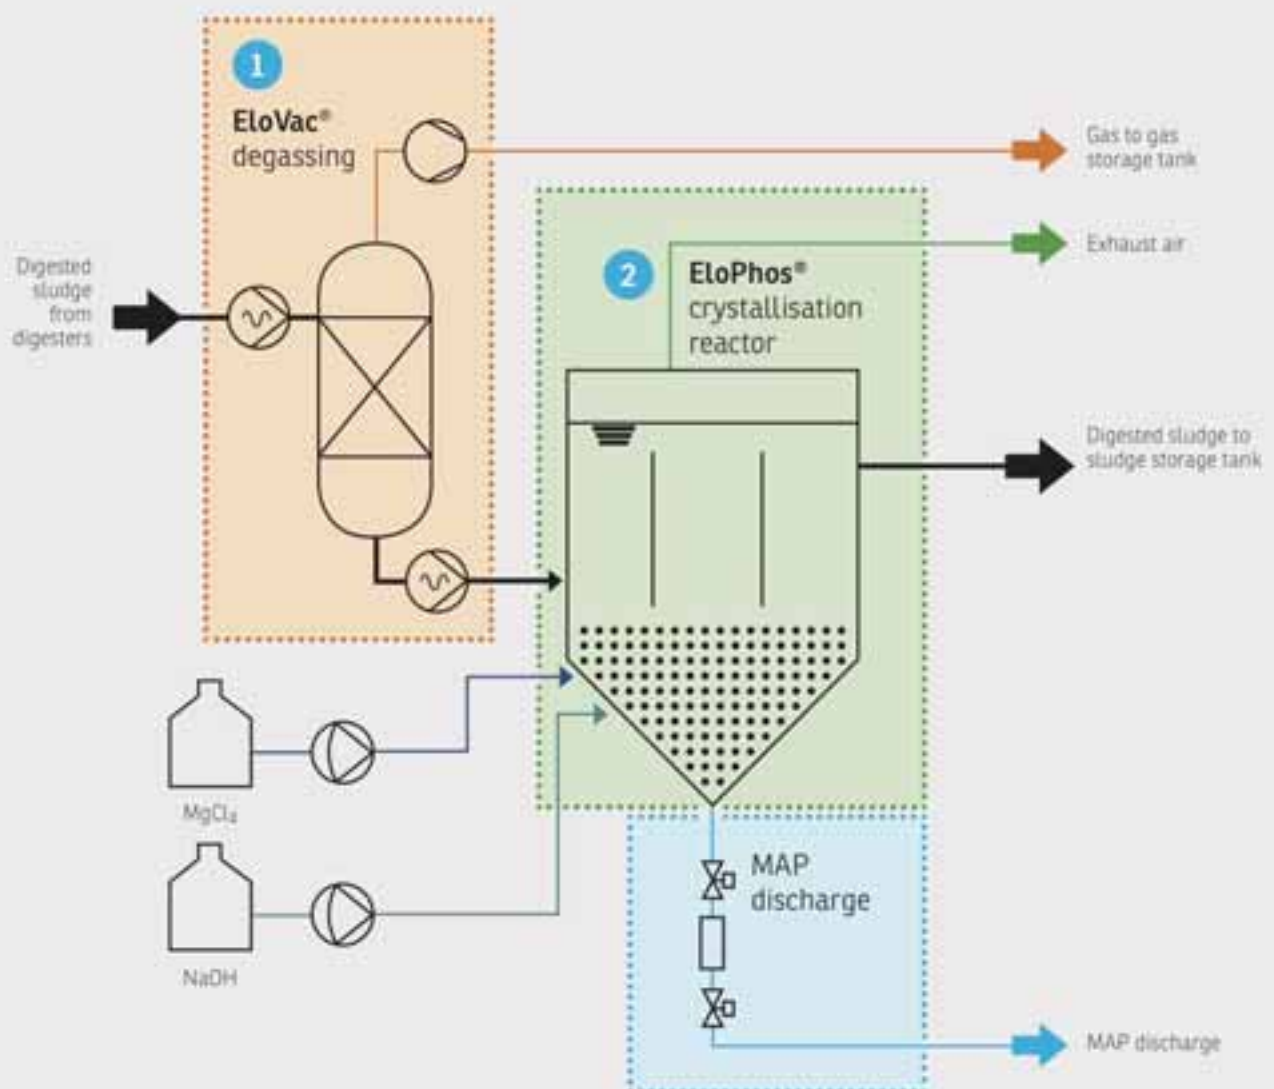 1
EloVac®
degassing
Gas to gas
storage tank
Exhaust air
2
EloPhos®
crystallisation
reactor
Digested
sludge
from
digesters
Digested sludge to
sludge storage tank
MgCl₄
NaOH
MAP
discharge
MAP discharge